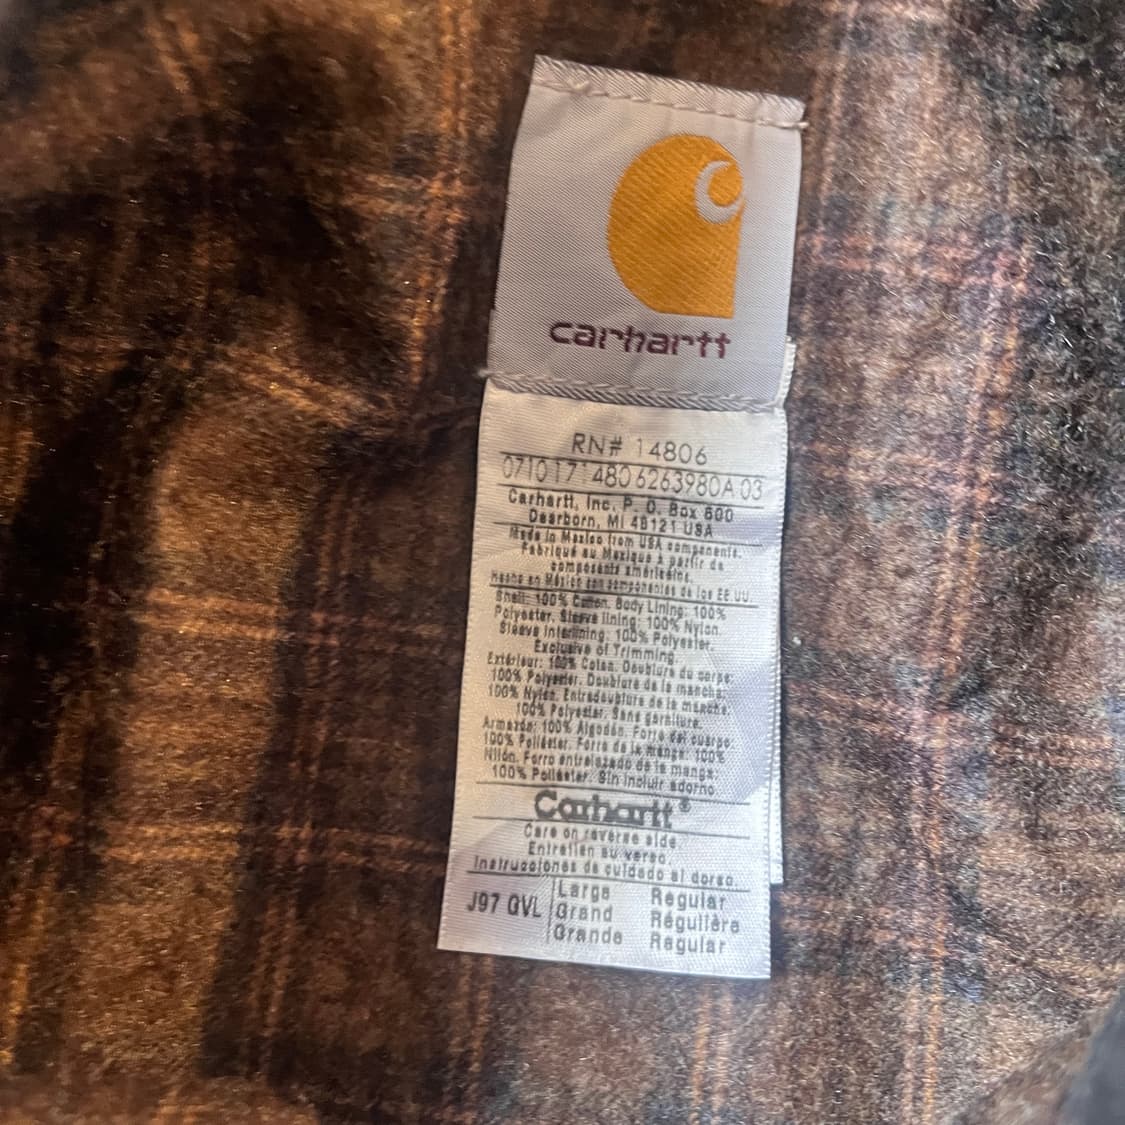 carhartt
RN# 14806
071017148062639​80A 03
Carhartt, Inc. P. O. Box 600
Dearborn, MI 48121 USA
Made in Mexico from USA components.
Fabriqué au Mexique à partir de
composants américains.
Hecho en México con componentes de los EE UU.
Shell: 100% Cotton. Body Lining: 100%
Polyester. Sleeve lining: 100% Nylon.
Sleeve Interlining: 100% Polyester.
Exclusive of Trimming.
Extérieur: 100% Coton. Doublure du corps:
100% Polyester. Doublure de la manche:
100% Nylon. Entredoublure de la manche:
100% Polyester. Sans garniture.
Armazón: 100% Algodón. Forro del cuerpo:
100% Poliéster. Forro de la manga: 100%
Nilón. Forro entrelazado de la manga:
100% Poliéster. Sin incluir adorno
Carhartt®
Care on reverse side
Entretien au verso.
Instrucciones de cuidado al dorso.
J97 QVL Large Regular
Grand Régulière
Grande Regular